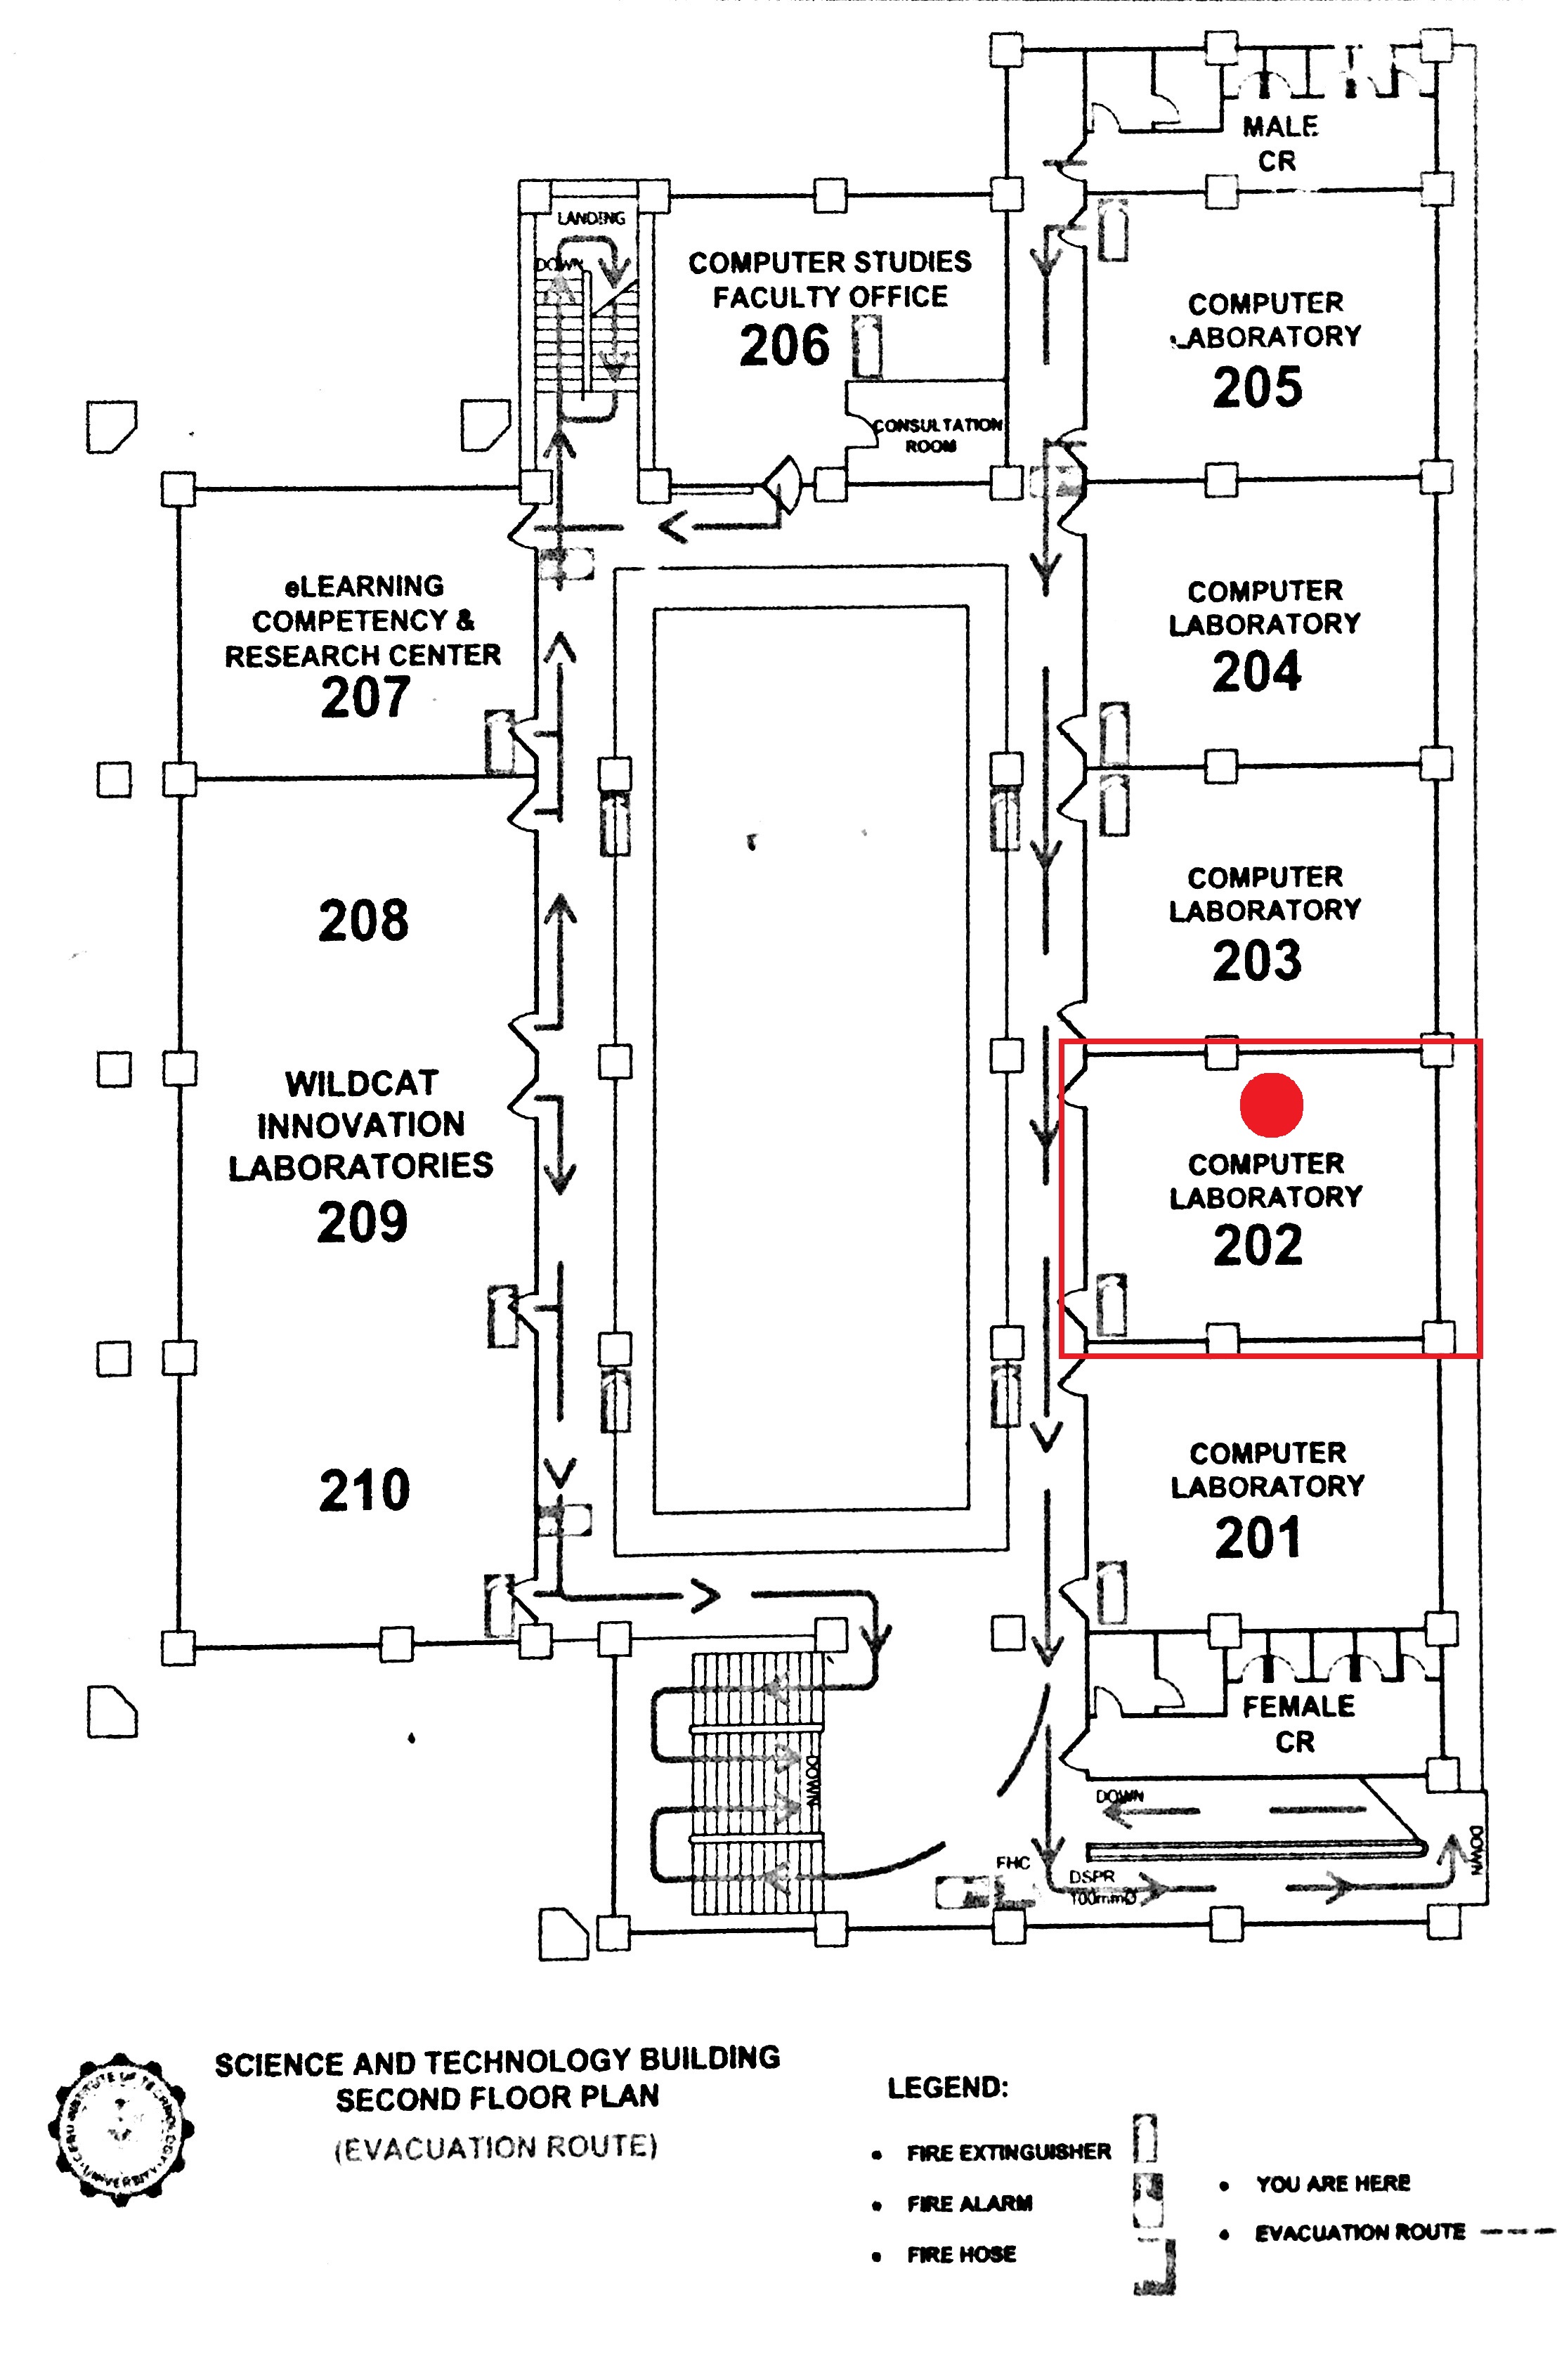 MALE
CR
LANDING
DOWN
COMPUTER STUDIES
FACULTY OFFICE
206
CONSULTATION
ROOM
COMPUTER
LABORATORY
205
eLEARNING
COMPETENCY &
RESEARCH CENTER
207
COMPUTER
LABORATORY
204
208
COMPUTER
LABORATORY
203
WILDCAT
INNOVATION
LABORATORIES
209
COMPUTER
LABORATORY
202
210
COMPUTER
LABORATORY
201
FEMALE
CR
DOWN
DOWN
DOWN
FHC
DSPR
100mmØ
SCIENCE AND TECHNOLOGY BUILDING
SECOND FLOOR PLAN
(EVACUATION ROUTE)
LEGEND:
• FIRE EXTINGUISHER
• FIRE ALARM
• FIRE HOSE
• YOU ARE HERE
• EVACUATION ROUTE